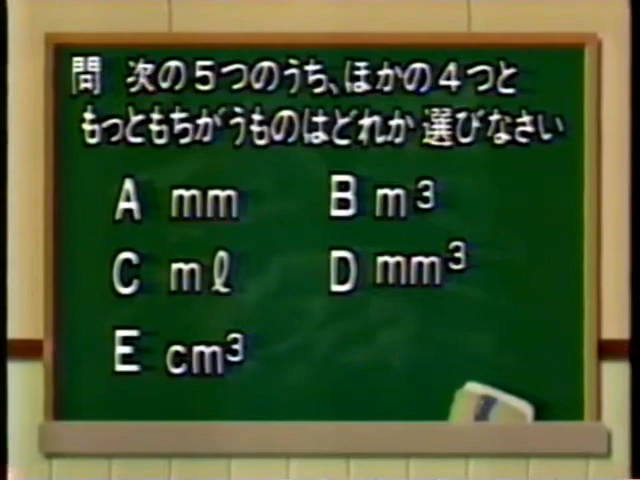 問 次の5つのうち、ほかの4つと
もっともちがうものはどれか 選びなさい
A mm B m³
C mℓ D mm³
E cm³